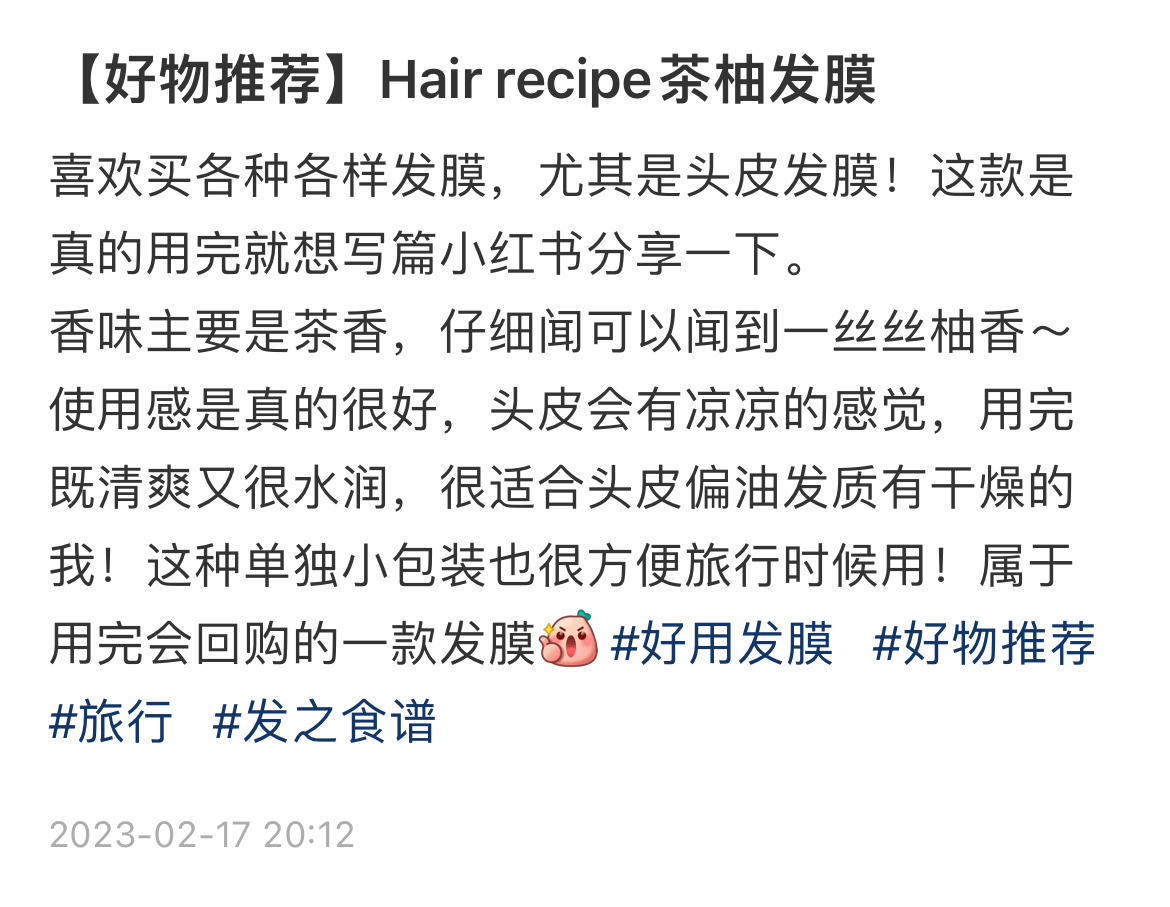 【好物推荐】Hair recipe茶柚发膜
喜欢买各种各样发膜，尤其是头皮发膜！这款是
真的用完就想写篇小红书分享一下。
香味主要是茶香，仔细闻可以闻到一丝丝柚香～
使用感是真的很好，头皮会有凉凉的感觉，用完
既清爽又很水润，很适合头皮偏油发质有干燥的
我！这种单独小包装也很方便旅行时候用！属于
用完会回购的一款发膜 #好用发膜 #好物推荐
#旅行 #发之食谱
2023-02-17 20:12